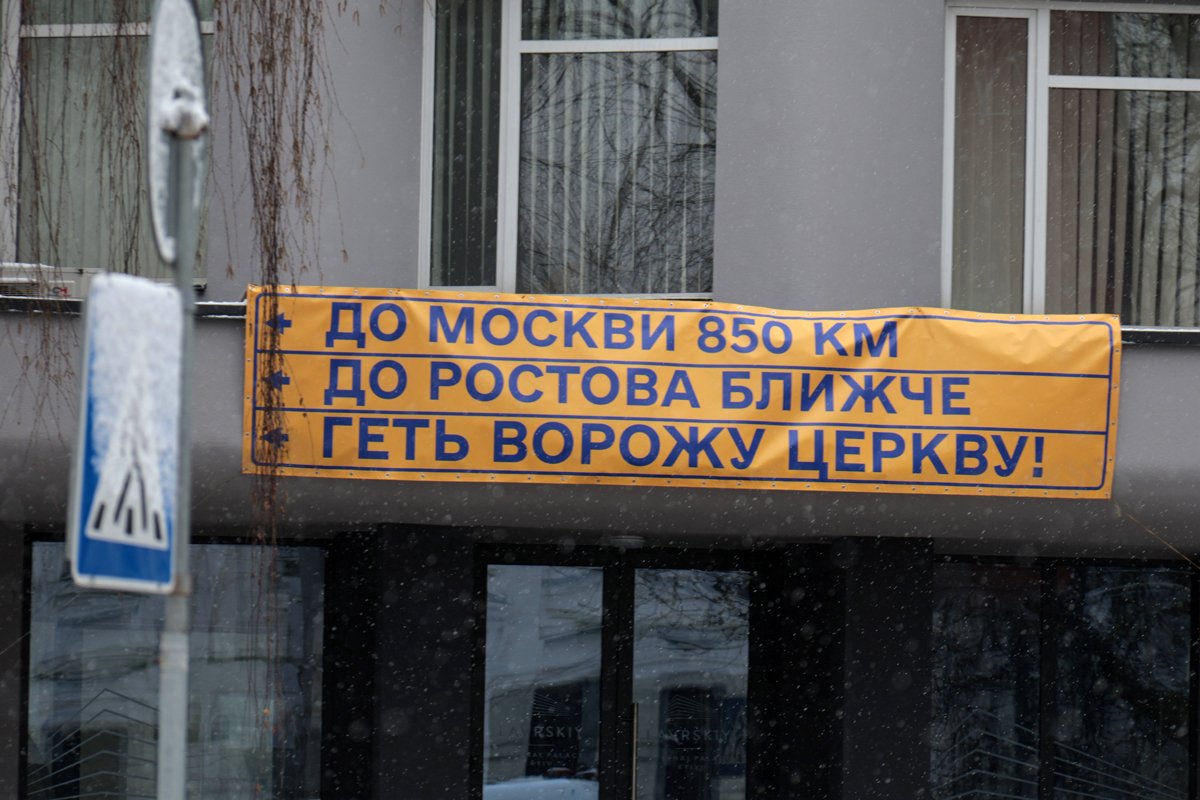 ДО МОСКВИ 850 КМ
ДО РОСТОВА БЛИЖЧЕ
ГЕТЬ ВОРОЖУ ЦЕРКВУ!